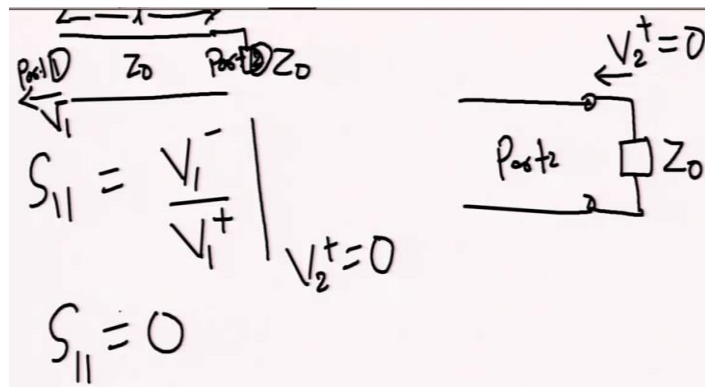 l
Port① Z₀ Port② Z₀
V₁⁻
S₁₁ = V₁⁻ / V₁⁺ | V₂⁺=0
S₁₁ = 0
V₂⁺=0
Port2 Z₀